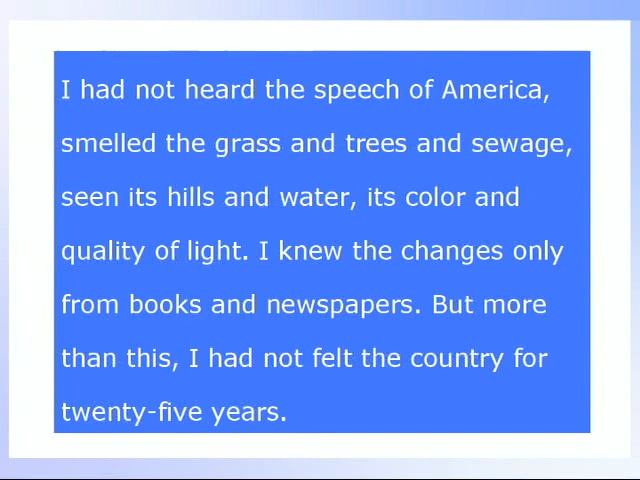 I had not heard the speech of America,
smelled the grass and trees and sewage,
seen its hills and water, its color and
quality of light. I knew the changes only
from books and newspapers. But more
than this, I had not felt the country for
twenty-five years.